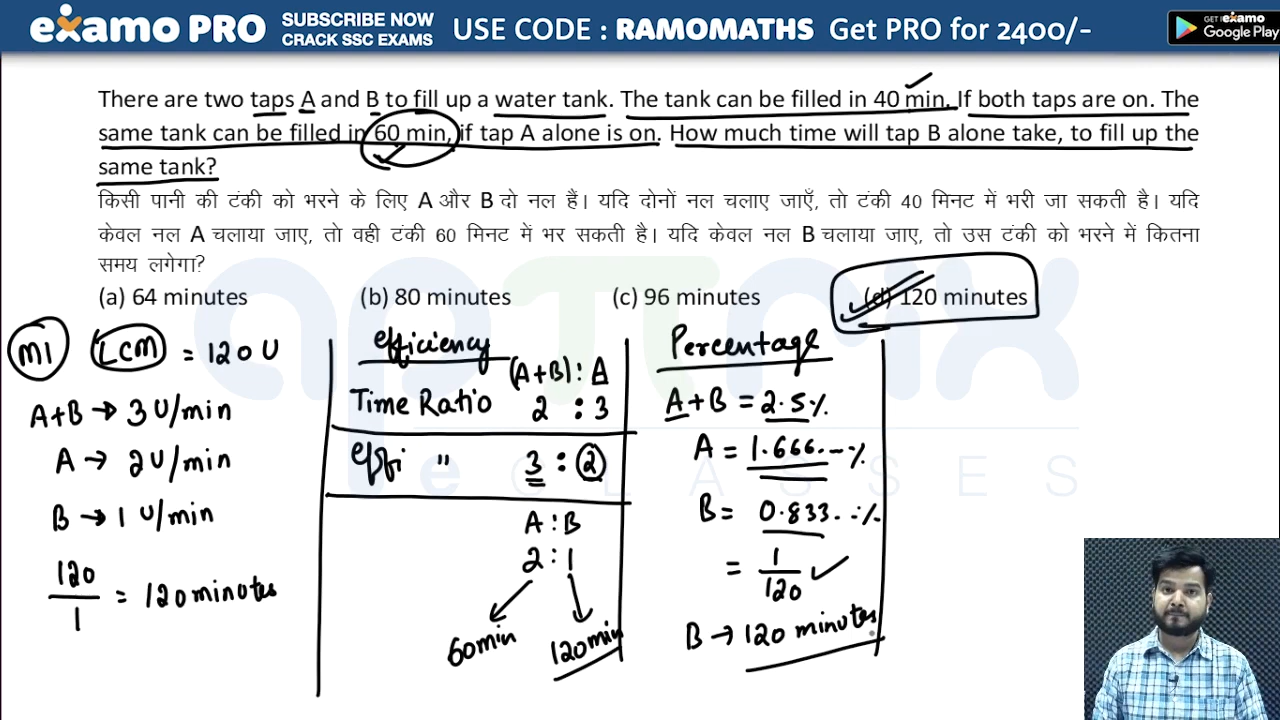 examo PRO
SUBSCRIBE NOW
CRACK SSC EXAMS
USE CODE : RAMOMATHS Get PRO for 2400/-
examo
Google Play
There are two taps A and B to fill up a water tank. The tank can be filled in 40 min. If both taps are on. The
same tank can be filled in 60 min, if tap A alone is on. How much time will tap B alone take, to fill up the
same tank?
किसी पानी की टंकी को भरने के लिए A और B दो नल हैं। यदि दोनों नल चलाए जाएँ, तो टंकी 40 मिनट में भरी जा सकती है। यदि
केवल नल A चलाया जाए, तो वही टंकी 60 मिनट में भर सकती है। यदि केवल नल B चलाया जाए, तो उस टंकी को भरने में कितना
समय लगेगा?
(a) 64 minutes (b) 80 minutes (c) 96 minutes (d) 120 minutes
M1 LCM = 120 U
A+B → 3 U/min
A → 2U/min
B → 1 U/min
120/1 = 120 minutes
efficiency
(A+B) : A
Time Ratio 2 : 3
effi " 3 : 2
A : B
2 : 1
60min 120min
Percentage
A+B = 2.5%
A = 1.666...%
B = 0.833..%
= 1/120
B → 120 minutes
e CLASSES